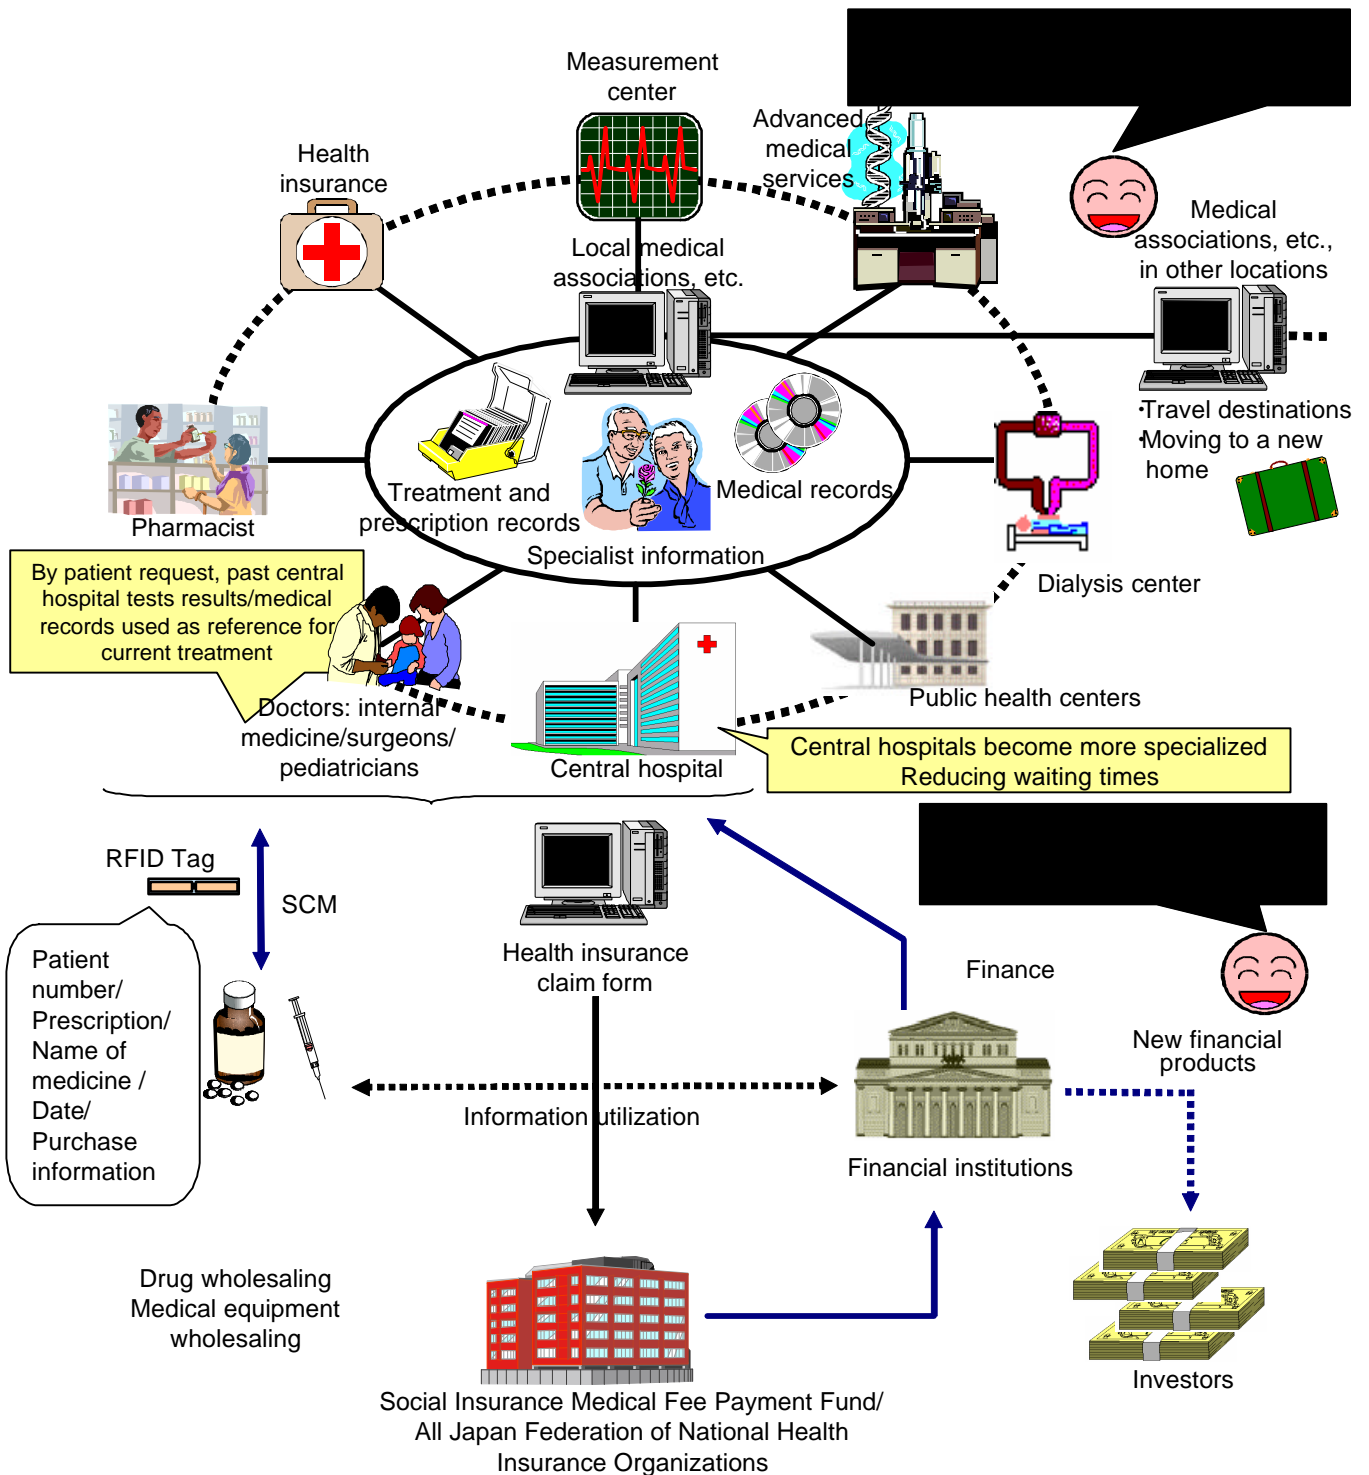 Measurement
center
Advanced
medical
services
Health
insurance
Local medical
associations, etc.
Medical
associations, etc.,
in other locations
•Travel destinations
•Moving to a new
home
Treatment and
prescription records
Medical records
Specialist information
Pharmacist
Dialysis center
By patient request, past central
hospital tests results/medical
records used as reference for
current treatment
Doctors: internal
medicine/surgeons/
pediatricians
Central hospital
Public health centers
Central hospitals become more specialized
Reducing waiting times
RFID Tag
SCM
Patient
number/
Prescription/
Name of
medicine /
Date/
Purchase
information
Health insurance
claim form
Finance
New financial
products
Information utilization
Financial institutions
Drug wholesaling
Medical equipment
wholesaling
Investors
Social Insurance Medical Fee Payment Fund/
All Japan Federation of National Health
Insurance Organizations